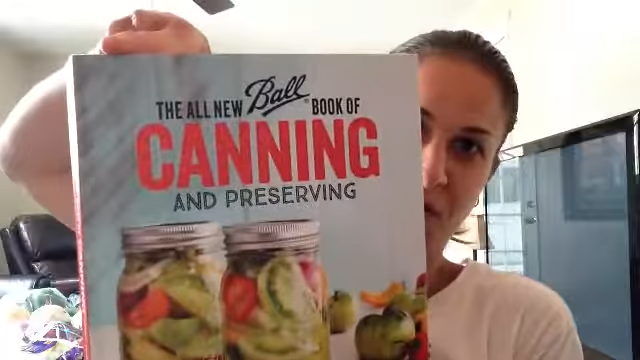 THE ALL NEW Ball BOOK OF
CANNING
AND PRESERVING